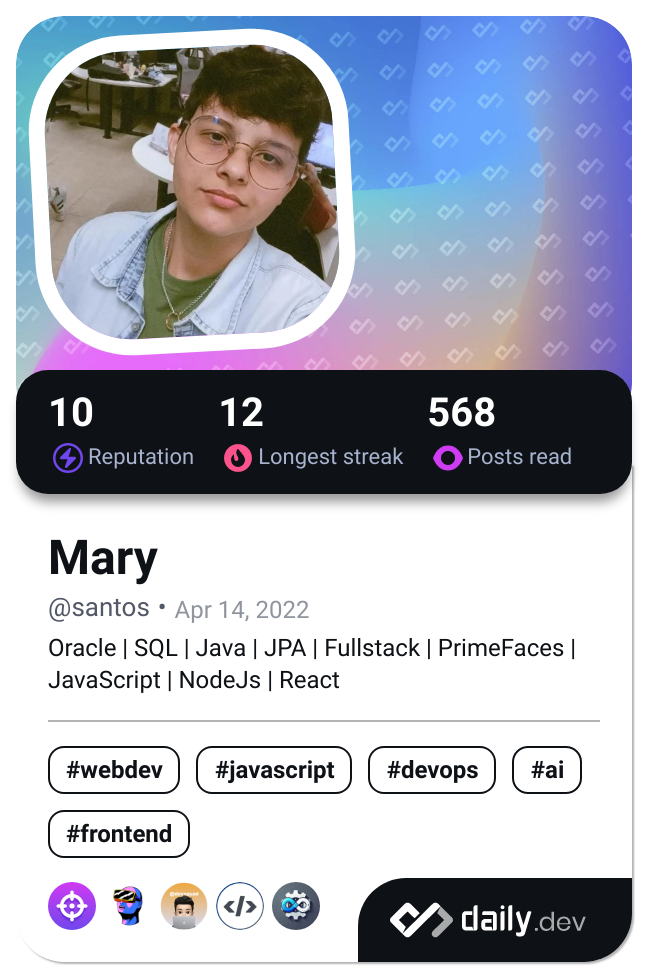 10 12 568
Reputation Longest streak Posts read
Mary
@santos • Apr 14, 2022
Oracle | SQL | Java | JPA | Fullstack | PrimeFaces |
JavaScript | NodeJs | React
#webdev #javascript #devops #ai
#frontend
</> daily.dev